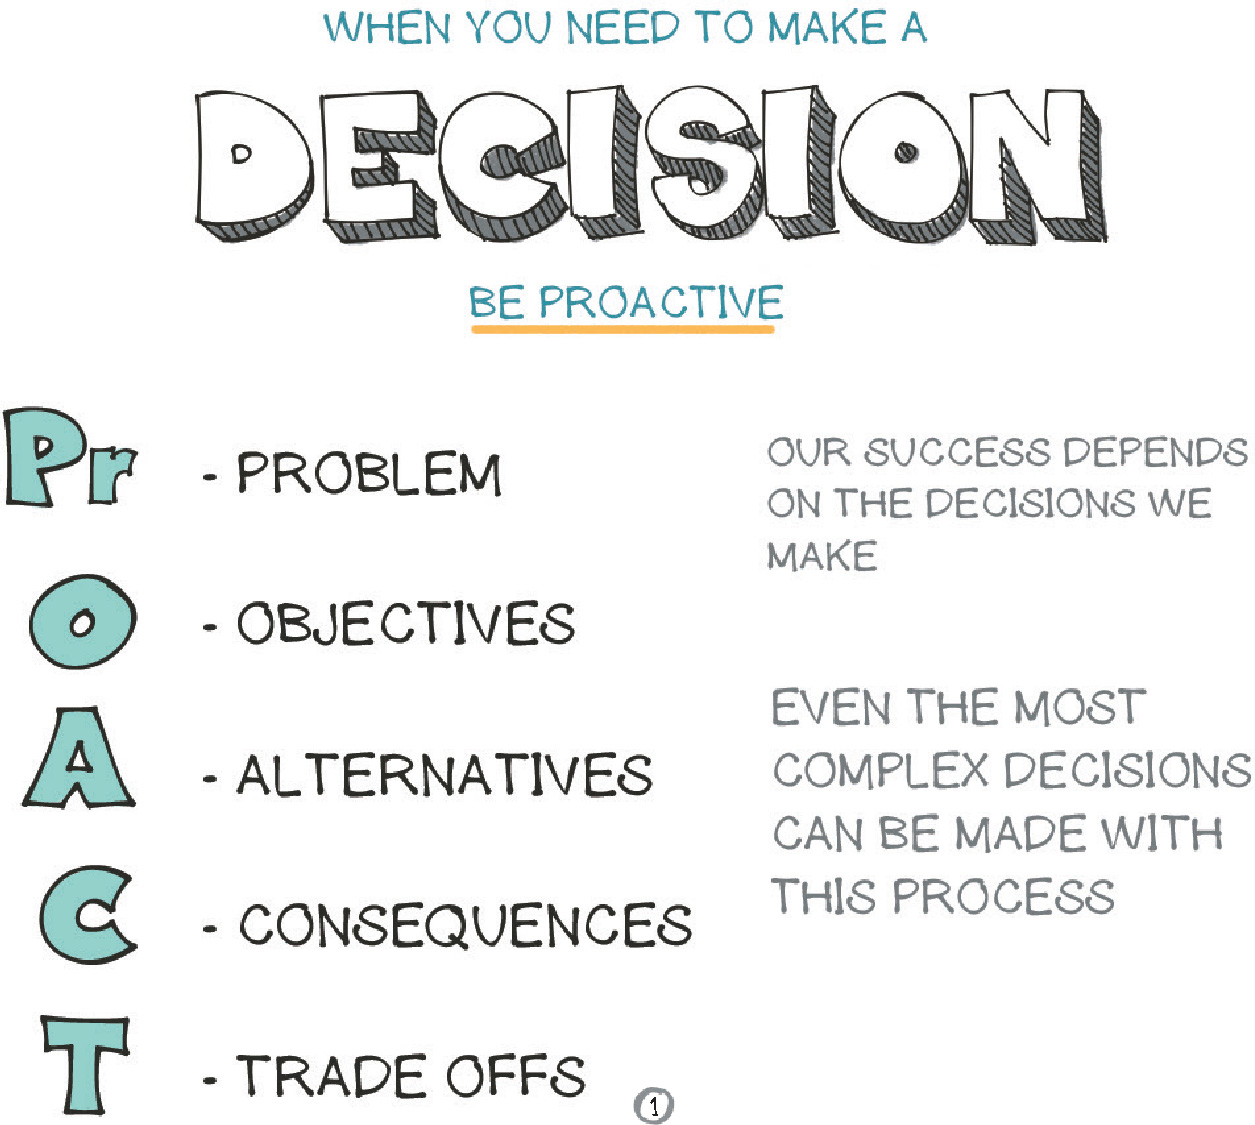 WHEN YOU NEED TO MAKE A
DECISION
BE PROACTIVE
Pr - PROBLEM
O - OBJECTIVES
A - ALTERNATIVES
C - CONSEQUENCES
T - TRADE OFFS
OUR SUCCESS DEPENDS
ON THE DECISIONS WE
MAKE
EVEN THE MOST
COMPLEX DECISIONS
CAN BE MADE WITH
THIS PROCESS
1